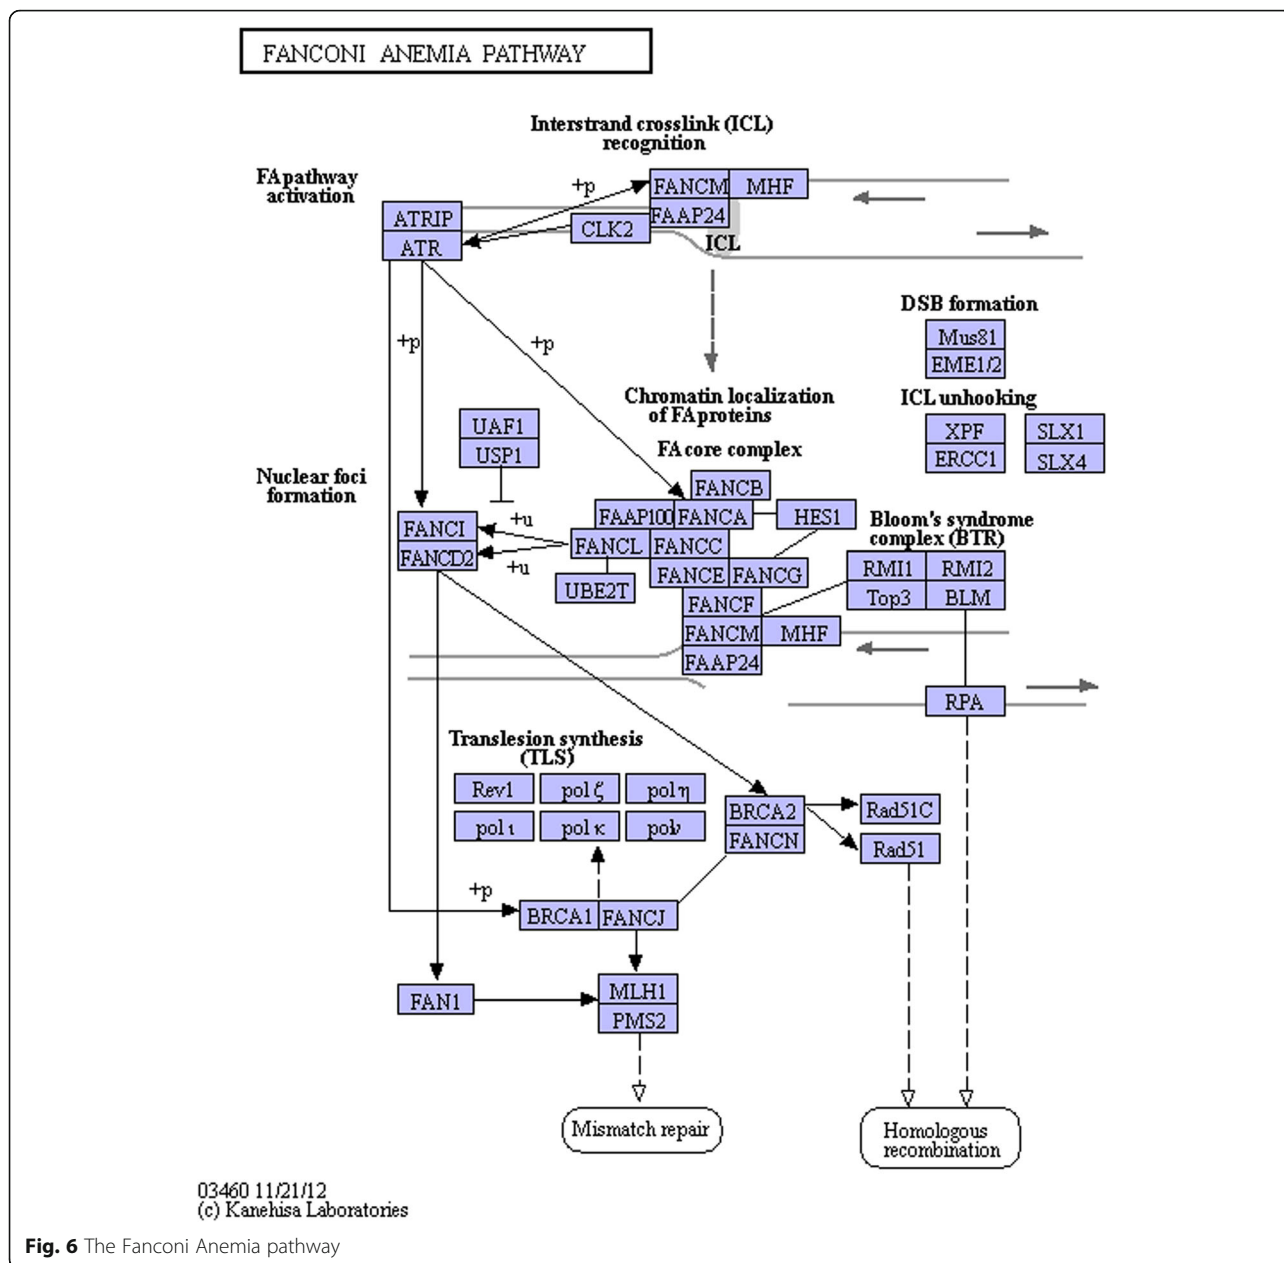 FANCONI ANEMIA PATHWAY
Interstrand crosslink (ICL)
recognition
FA pathway
activation
+p
FANCM
MHF
ATRIP
FAAP24
CLK2
ATR
ICL
DSB formation
Mus81
EME1/2
+p
+p
Chromatin localization
of FA proteins
ICL unhooking
XPF
SLX1
ERCC1
SLX4
UAF1
USP1
FA core complex
Nuclear foci
formation
FANCB
FAAP100
FANCA
HES1
Bloom's syndrome
complex (BTR)
FANCI
+u
FANCL
FANCC
FANCD2
+u
UBE2T
FANCE
FANCG
RMI1
RMI2
Top3
BLM
FANCF
FANCM
MHF
FAAP24
RPA
Translesion synthesis
(TLS)
Rev1
pol ζ
pol η
pol ι
pol κ
pol ν
BRCA2
FANCN
Rad51C
Rad51
+p
BRCA1
FANCJ
FAN1
MLH1
PMS2
Mismatch repair
Homologous
recombination
03460 11/21/12
(c) Kanehisa Laboratories
Fig. 6 The Fanconi Anemia pathway